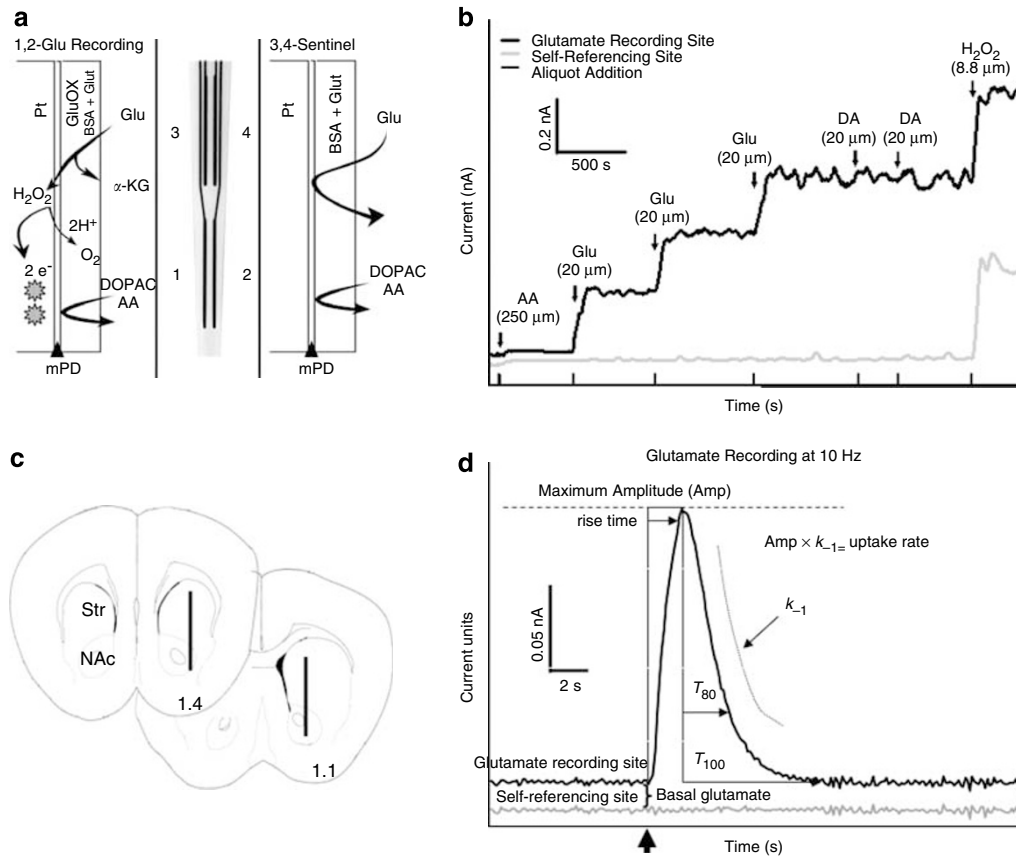 a
1,2-Glu Recording
3,4-Sentinel
Pt
GluOX
BSA + Glut
Glu
H2O2
α-KG
2H+
O2
2 e-
DOPAC
AA
mPD
3
4
1
2
Pt
BSA + Glut
Glu
DOPAC
AA
mPD
b
Glutamate Recording Site
Self-Referencing Site
Aliquot Addition
0.2 nA
500 s
Current (nA)
AA
(250 μm)
Glu
(20 μm)
Glu
(20 μm)
Glu
(20 μm)
DA
(20 μm)
DA
(20 μm)
H2O2
(8.8 μm)
Time (s)
c
Str
NAc
1.4
1.1
d
Glutamate Recording at 10 Hz
Maximum Amplitude (Amp)
rise time
Amp × k–1= uptake rate
k–1
0.05 nA
2 s
Current units
T80
T100
Glutamate recording site
Self-referencing site
Basal glutamate
Time (s)